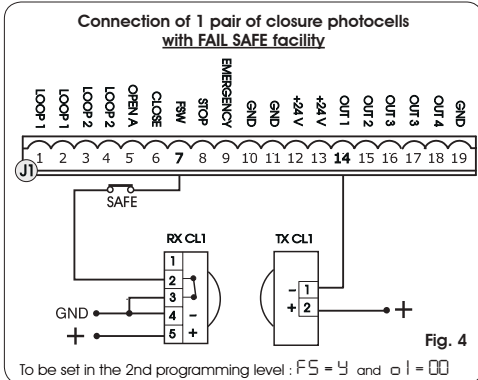 Connection of 1 pair of closure photocells
with FAIL SAFE facility
LOOP 1
LOOP 1
LOOP 2
LOOP 2
OPEN A
CLOSE
FSW
STOP
EMERGENCY
GND
GND
+24 V
+24 V
OUT 1
OUT 2
OUT 3
OUT 3
OUT 4
GND
1 2 3 4 5 6 7 8 9 10 11 12 13 14 15 16 17 18 19
J1
SAFE
RX CL1 TX CL1
1
2
3
4 -
5 +
- 1
+ 2
GND
+
+
Fig. 4
To be set in the 2nd programming level : FS = Y and o1 = 00